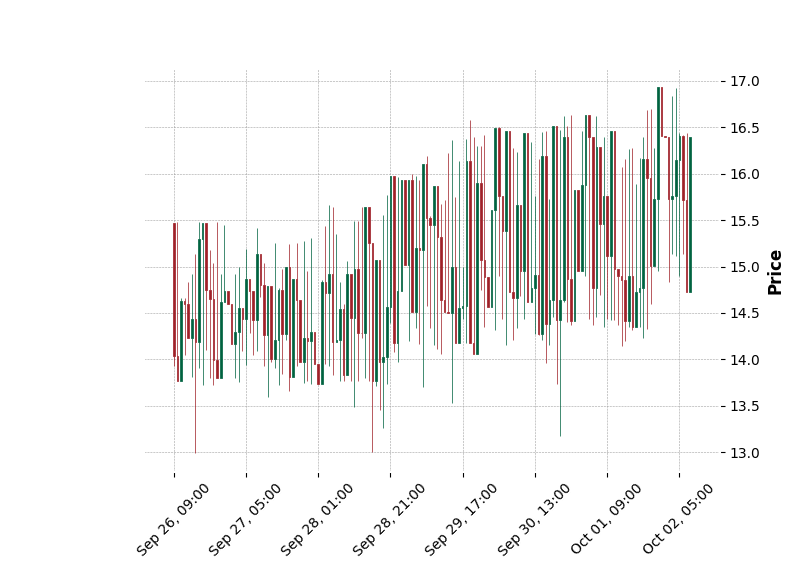 17.0
16.5
16.0
15.5
15.0
14.5
14.0
13.5
13.0
Price
Sep 26, 09:00
Sep 27, 05:00
Sep 28, 01:00
Sep 28, 21:00
Sep 29, 17:00
Sep 30, 13:00
Oct 01, 09:00
Oct 02, 05:00